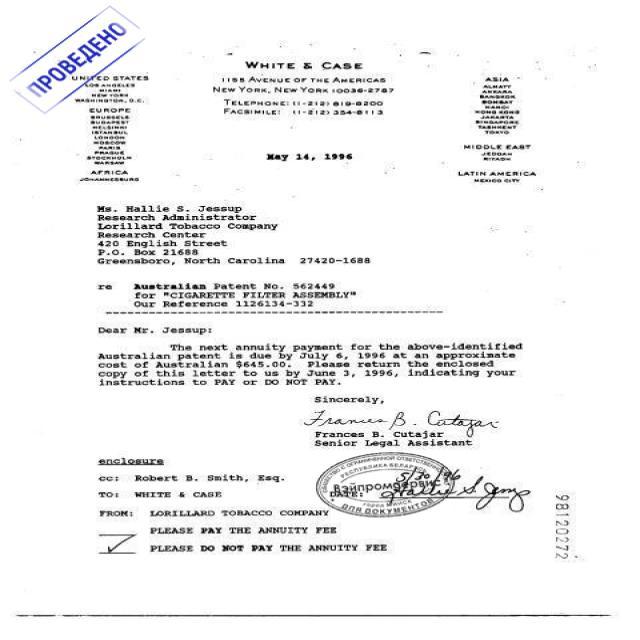 ПРОВЕДЕНО
WHITE & CASE
1155 AVENUE OF THE AMERICAS
NEW YORK, NEW YORK 10036-2787
TELEPHONE: (1-212) 819-8200
FACSIMILE: (1-212) 354-8113
UNITED STATES
LOS ANGELES
MIAMI
NEW YORK
WASHINGTON, D.C.
EUROPE
BRUSSELS
BUDAPEST
HELSINKI
ISTANBUL
LONDON
MOSCOW
PARIS
PRAGUE
STOCKHOLM
WARSAW
AFRICA
JOHANNESBURG
ASIA
ALMATY
ANKARA
BANGKOK
BOMBAY
HANOI
HONG KONG
JAKARTA
SINGAPORE
TASHKENT
TOKYO
MIDDLE EAST
JEDDAH
RIYADH
LATIN AMERICA
MEXICO CITY
May 14, 1996
Ms. Hallie S. Jessup
Research Administrator
Lorillard Tobacco Company
Research Center
420 English Street
P.O. Box 21688
Greensboro, North Carolina 27420-1688
re Australian Patent No. 562449
for "CIGARETTE FILTER ASSEMBLY"
Our Reference 1126134-332
Dear Mr. Jessup:
The next annuity payment for the above-identified
Australian patent is due by July 6, 1996 at an approximate
cost of Australian $645.00. Please return the enclosed
copy of this letter to us by June 3, 1996, indicating your
instructions to PAY or DO NOT PAY.
Sincerely,
Frances B. Cutajar
Frances B. Cutajar
Senior Legal Assistant
enclosure
cc: Robert B. Smith, Esq.
TO: WHITE & CASE
DATE: 5/30/96
FROM: LORILLARD TOBACCO COMPANY
PLEASE PAY THE ANNUITY FEE
PLEASE DO NOT PAY THE ANNUITY FEE
РЕСПУБЛИКА БЕЛАРУСЬ
Вэйпромсервис
ДЛЯ ДОКУМЕНТОВ
98120272